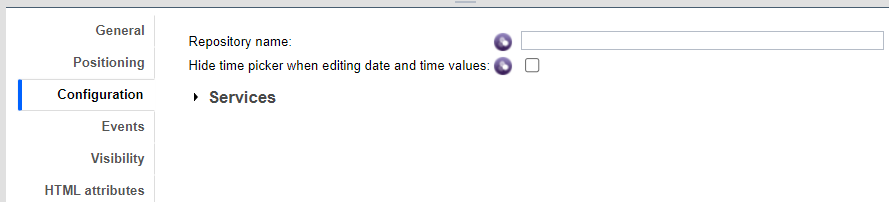 General
Positioning
Configuration
Events
Visibility
HTML attributes
Repository name:
Hide time picker when editing date and time values:
Services